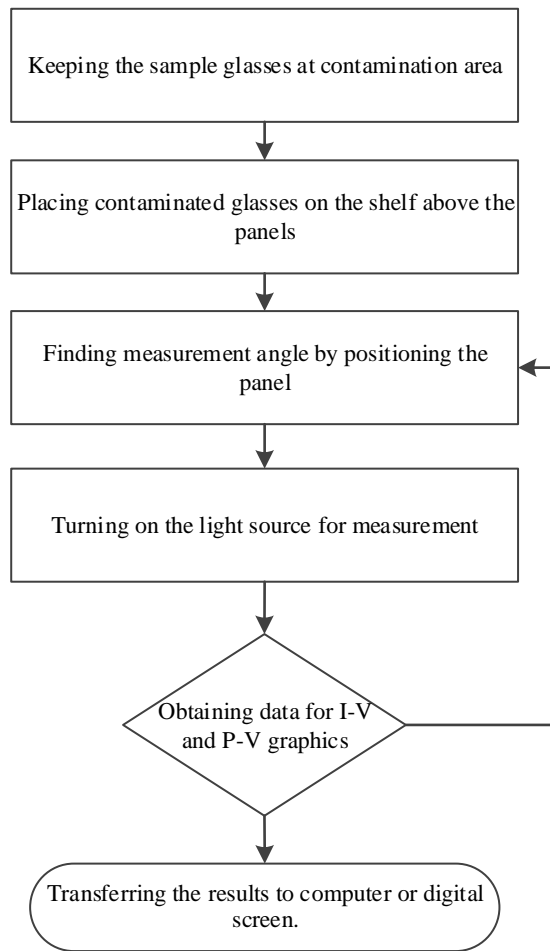 Keeping the sample glasses at contamination area
Placing contaminated glasses on the shelf above the
panels
Finding measurement angle by positioning the
panel
Turning on the light source for measurement
Obtaining data for I-V
and P-V graphics
Transferring the results to computer or digital
screen.